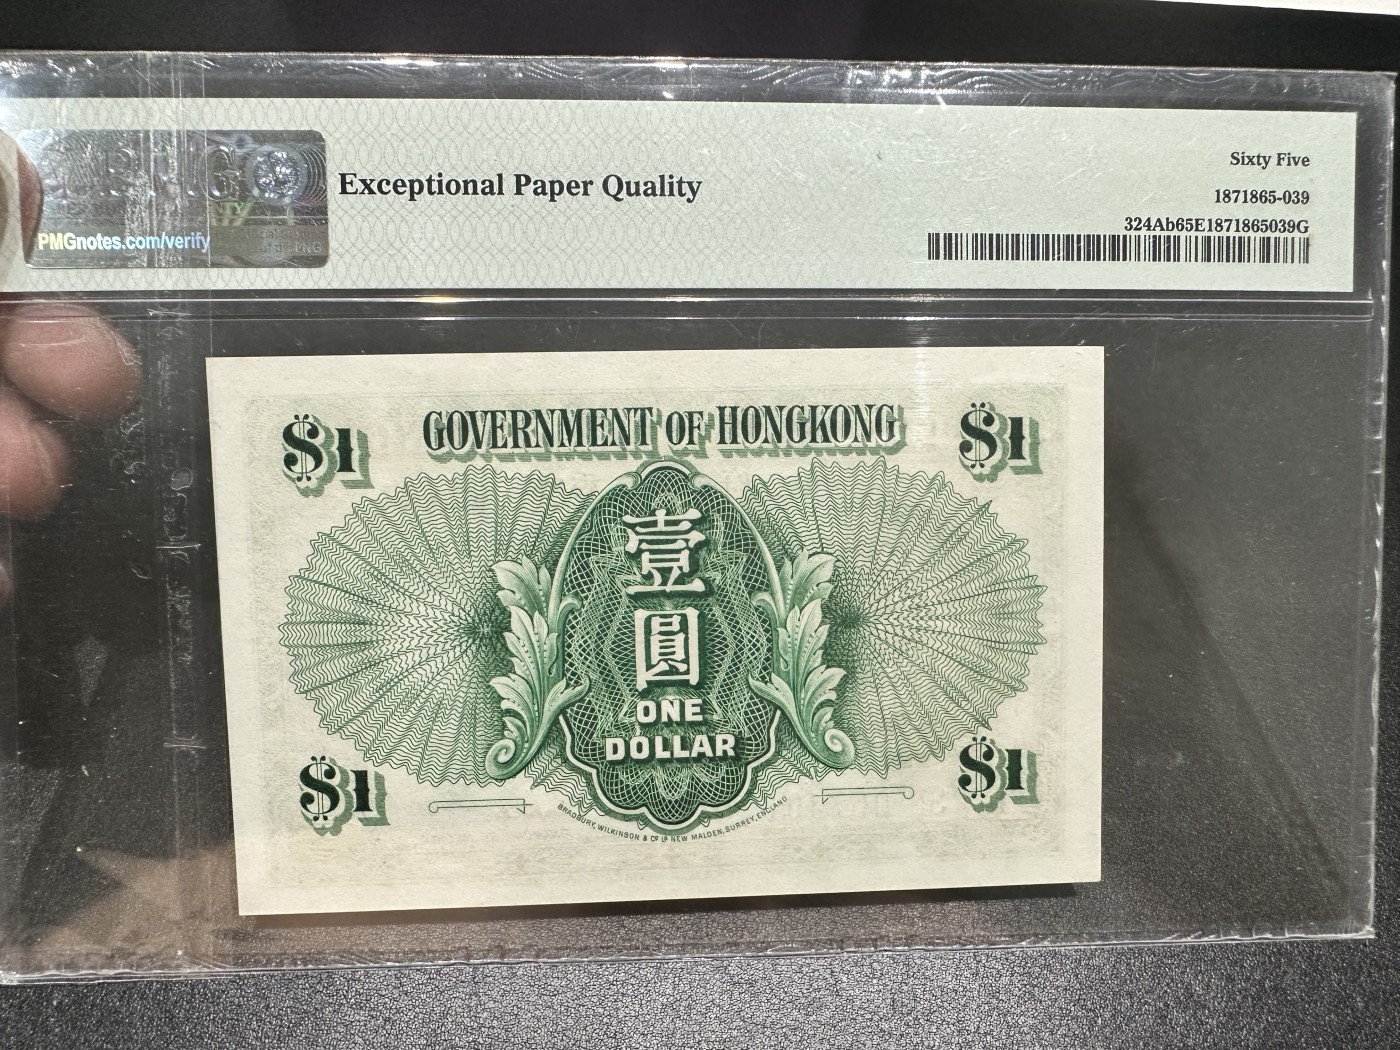 Exceptional Paper Quality
Sixty Five
1871865-039
324Ab65E1871865039G
PMGnotes.com/verify
GOVERNMENT OF HONGKONG
$1
$1
壹
圓
ONE
DOLLAR
$1
$1
BRADBURY, WILKINSON & Cº Lº NEW MALDEN, SURREY, ENGLAND